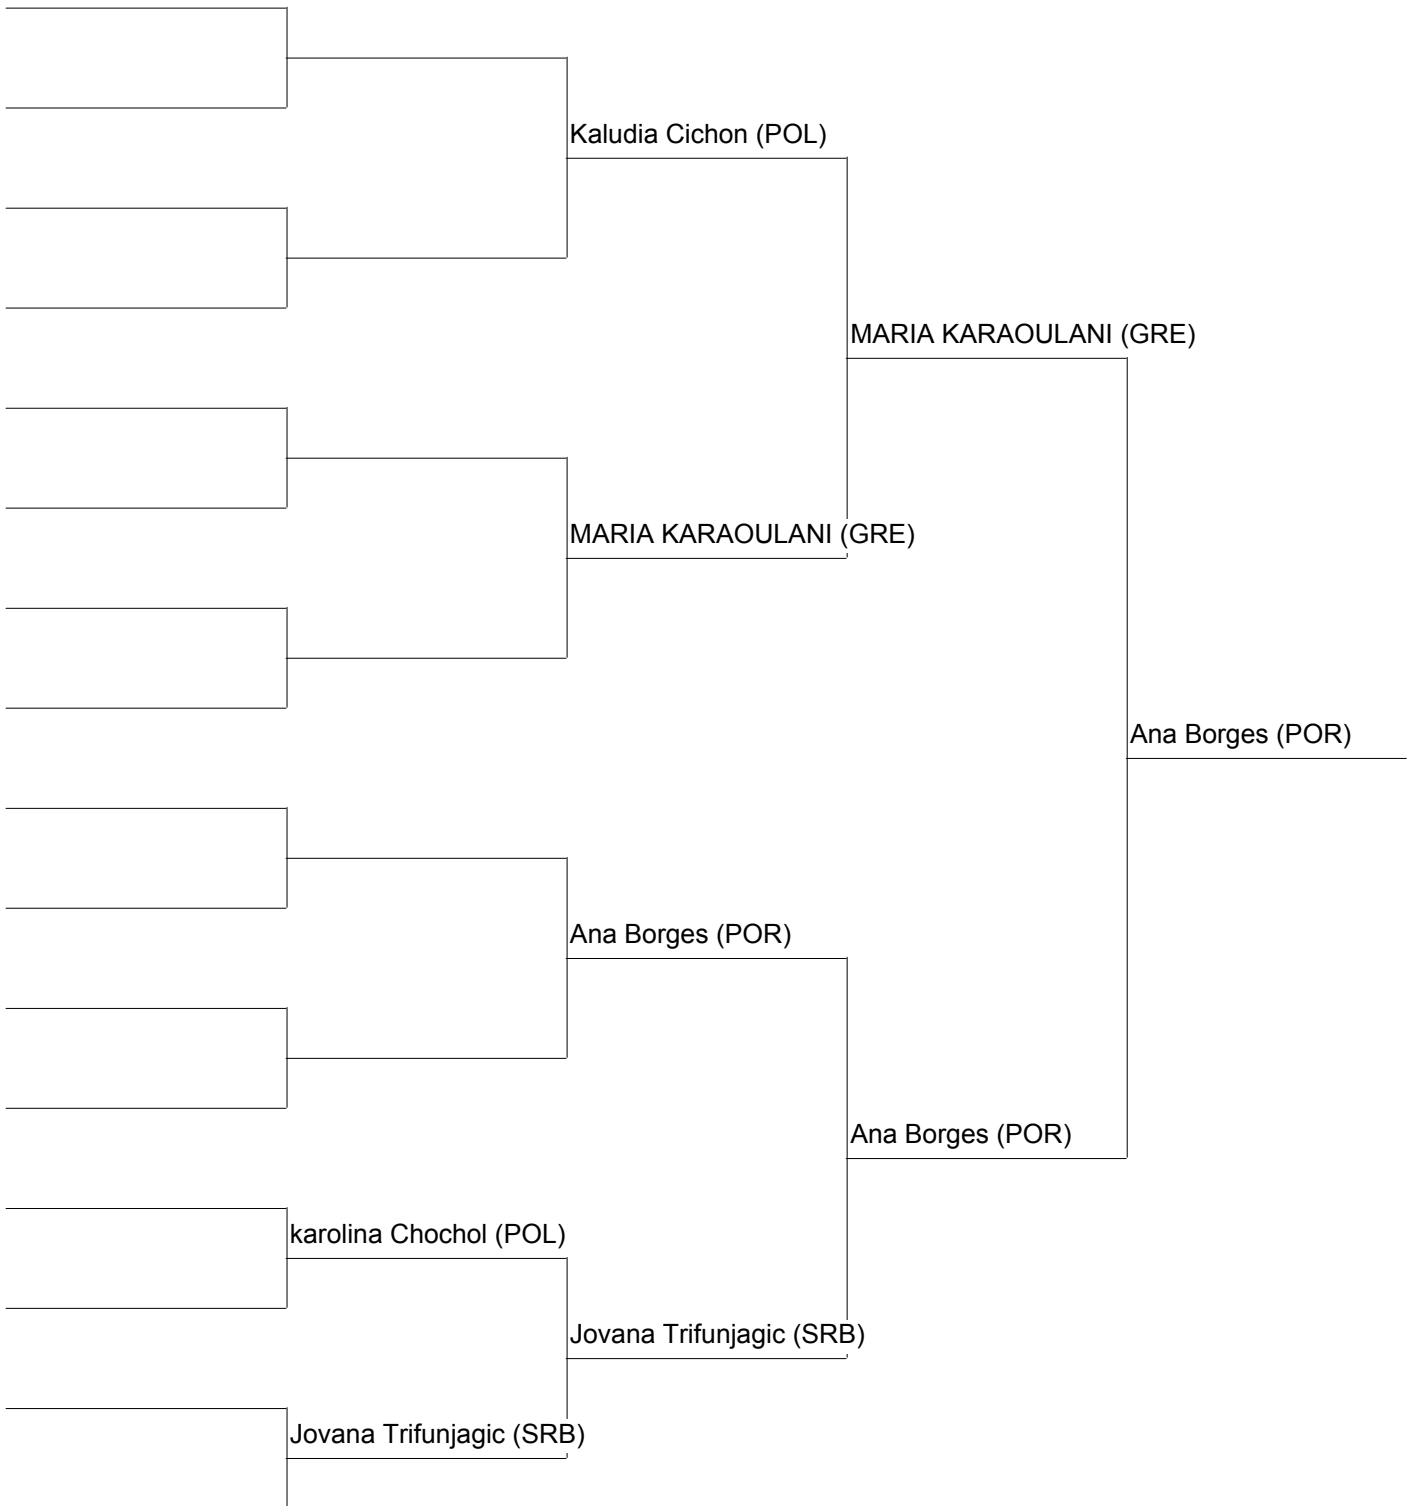 Kaludia Cichon (POL)
MARIA KARAOULANI (GRE)
MARIA KARAOULANI (GRE)
Ana Borges (POR)
Ana Borges (POR)
Ana Borges (POR)
karolina Chochol (POL)
Jovana Trifunjagic (SRB)
Jovana Trifunjagic (SRB)